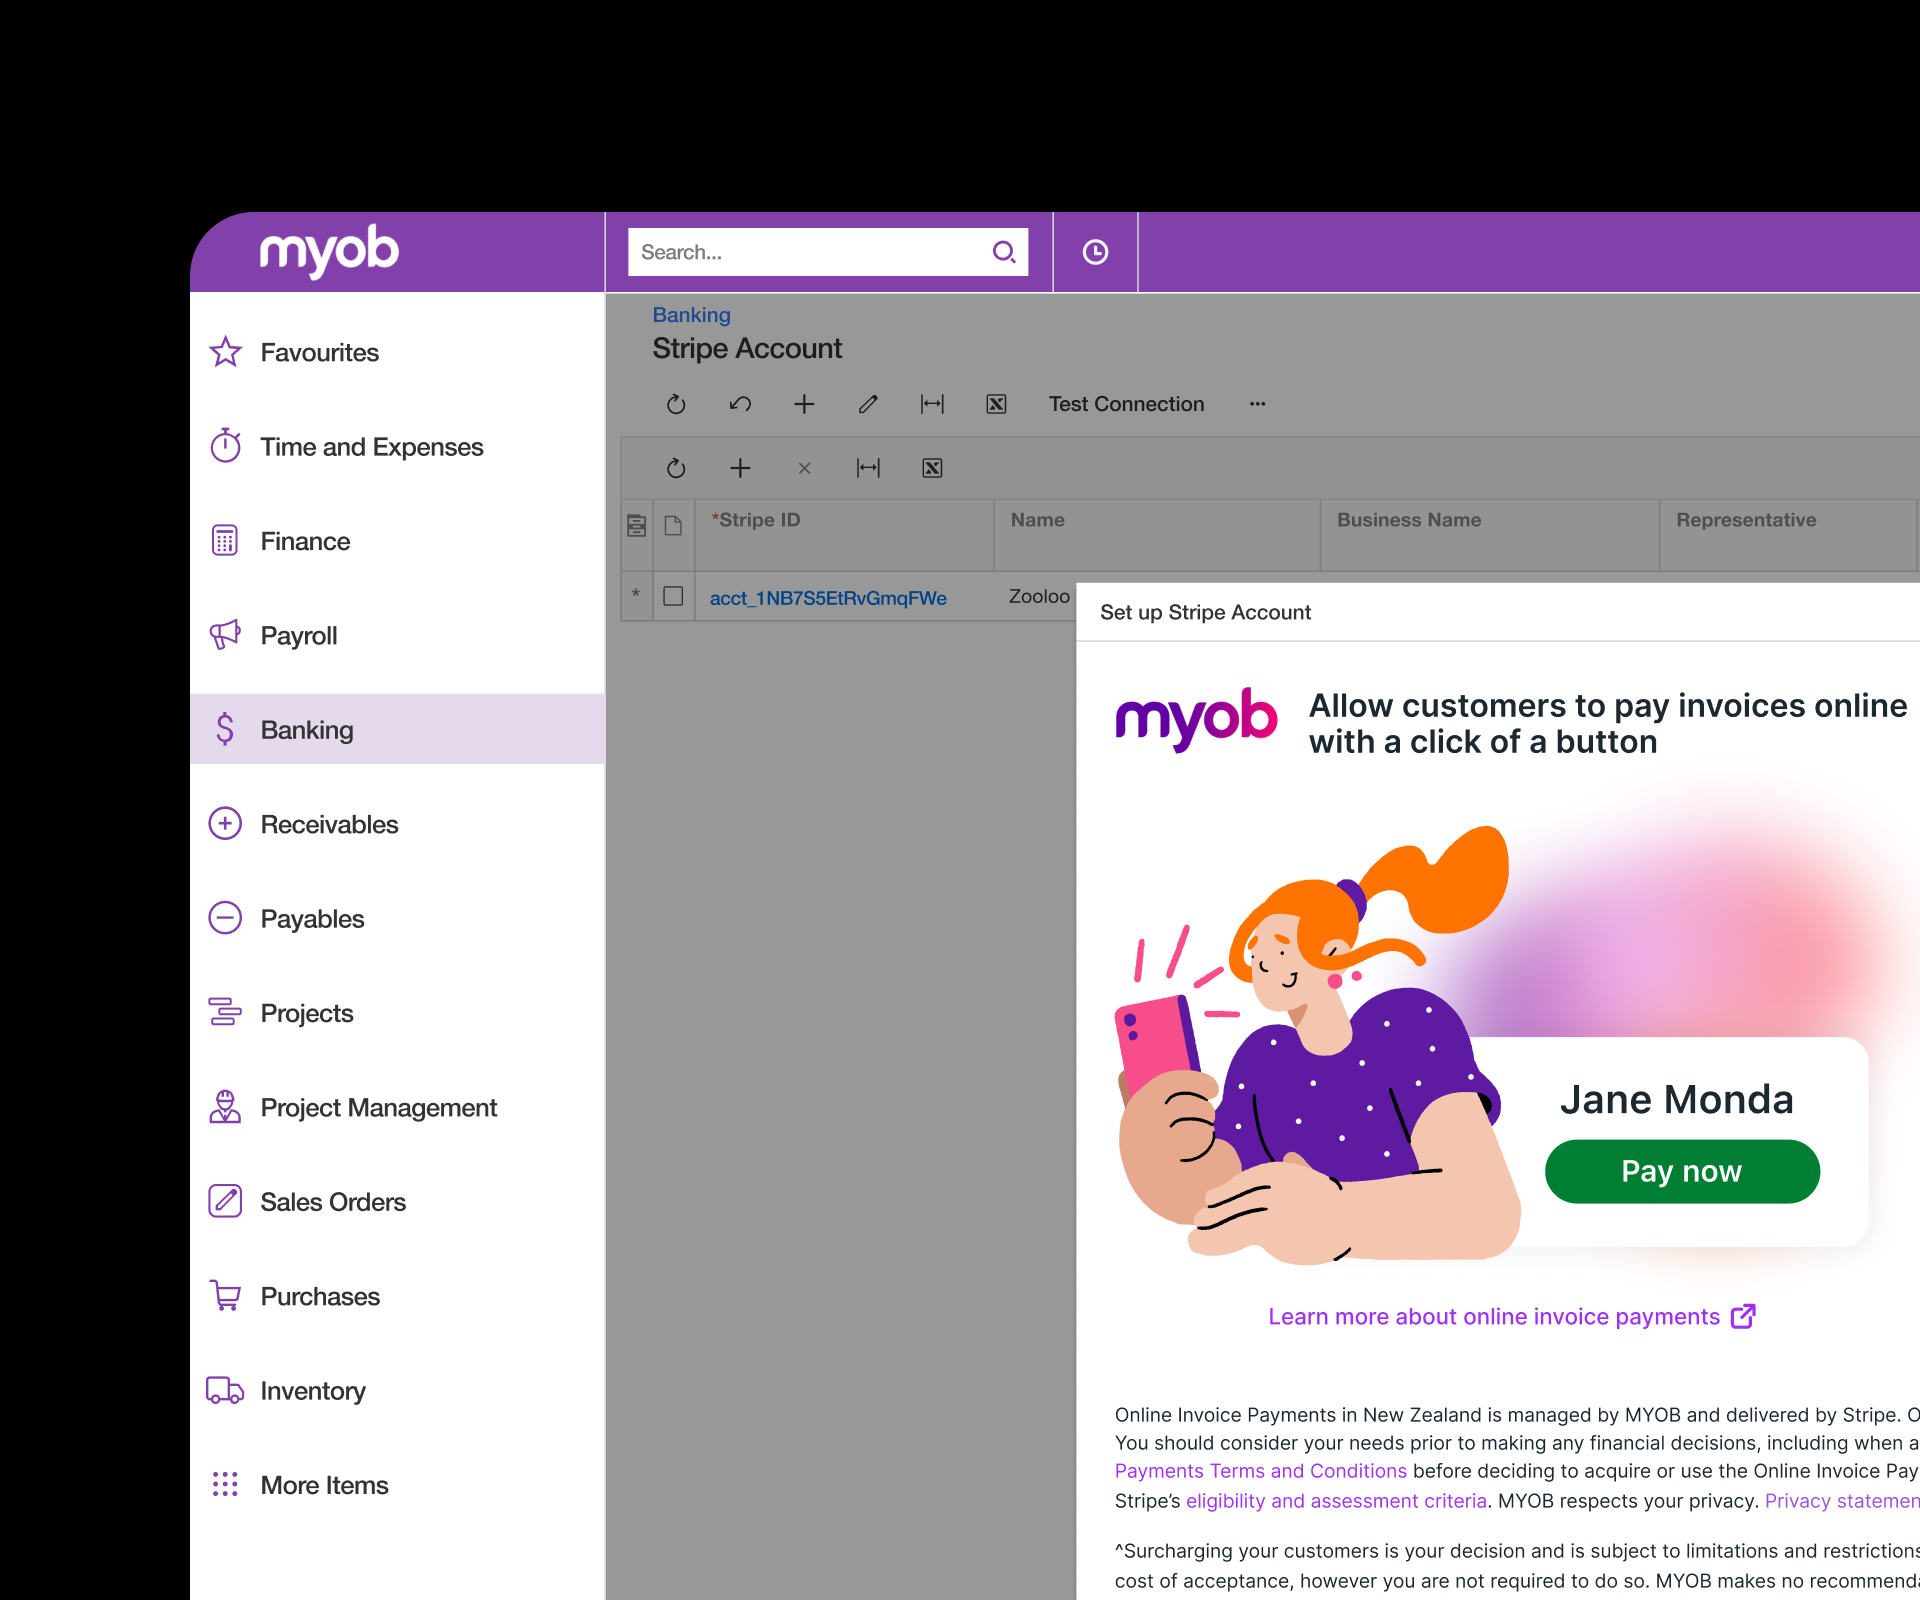 myob
Search...
Favourites
Time and Expenses
Finance
Payroll
Banking
Receivables
Payables
Projects
Project Management
Sales Orders
Purchases
Inventory
More Items
Banking
Stripe Account
Test Connection
*Stripe ID Name Business Name Representative
* acct_1NB7S5EtRvGmqFWe Zooloo
Set up Stripe Account
myob
Allow customers to pay invoices online
with a click of a button
Jane Monda
Pay now
Learn more about online invoice payments
Online Invoice Payments in New Zealand is managed by MYOB and delivered by Stripe.
You should consider your needs prior to making any financial decisions, including when
Payments Terms and Conditions before deciding to acquire or use the Online Invoice
Stripe's eligibility and assessment criteria. MYOB respects your privacy. Privacy
^Surcharging your customers is your decision and is subject to limitations and restrictions
cost of acceptance, however you are not required to do so. MYOB makes no